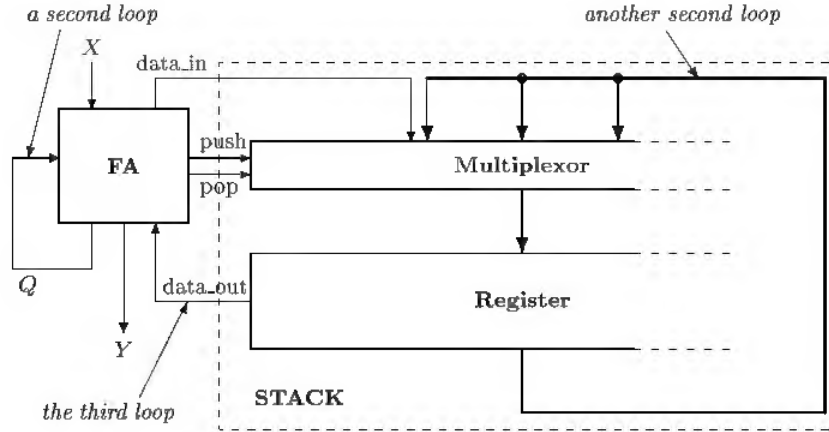 a second loop
another second loop
X
data_in
FA
push
pop
Multiplexor
Q
data_out
Register
Y
STACK
the third loop